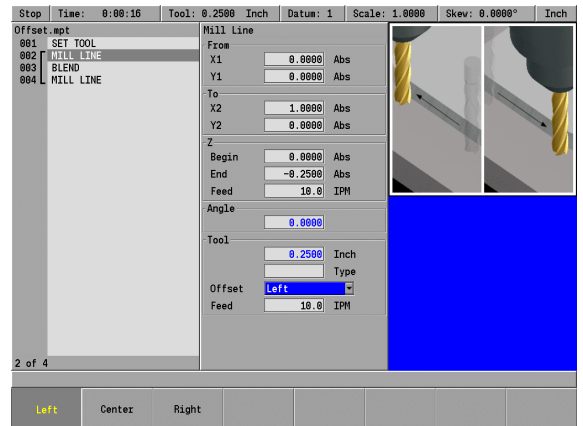 Stop Time: 0:00:16 Tool: 0.2500 Inch Datum: 1 Scale: 1.0000 Skew: 0.0000° Inch
Offset.mpt
001 SET TOOL
002 MILL LINE
003 BLEND
004 MILL LINE
2 of 4
Mill Line
From
X1 0.0000 Abs
Y1 0.0000 Abs
To
X2 1.0000 Abs
Y2 0.0000 Abs
Z
Begin 0.0000 Abs
End -0.2500 Abs
Feed 10.0 IPM
Angle
0.0000
Tool
0.2500 Inch
Type
Offset Left
Feed 10.0 IPM
Left Center Right